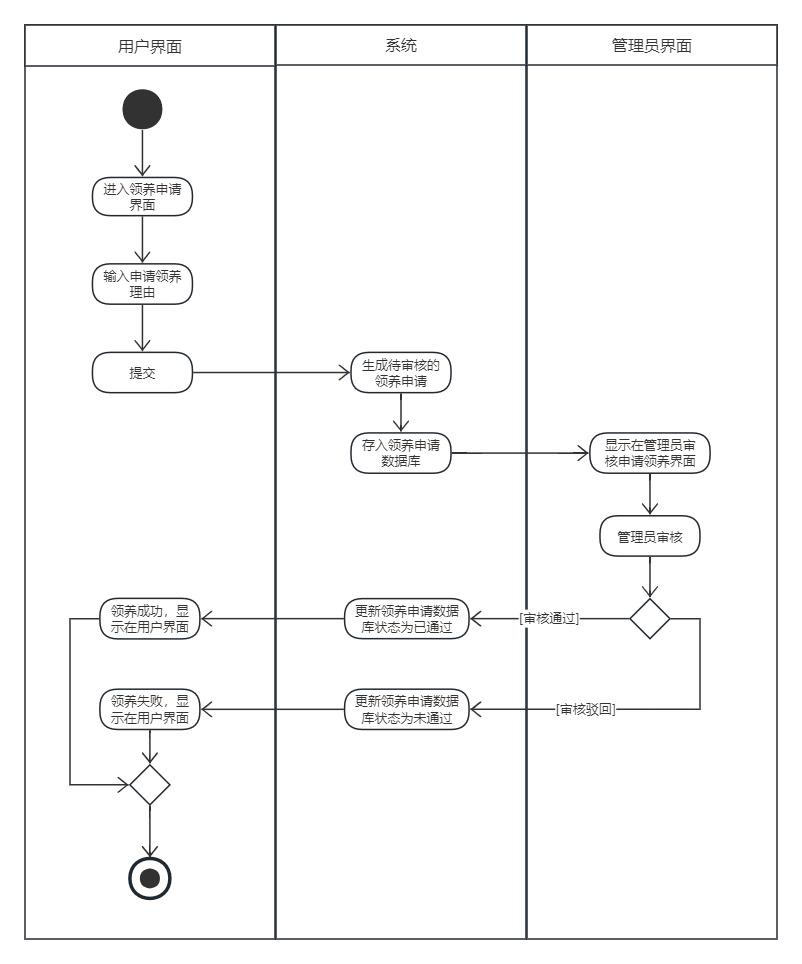 用户界面
系统
管理员界面
进入领养申请
界面
输入申请领养
理由
提交
生成待审核的
领养申请
存入领养申请
数据库
显示在管理员审
核申请领养界面
管理员审核
[审核通过]
更新领养申请数据
库状态为已通过
领养成功，显
示在用户界面
[审核驳回]
更新领养申请数据
库状态为未通过
领养失败，显
示在用户界面